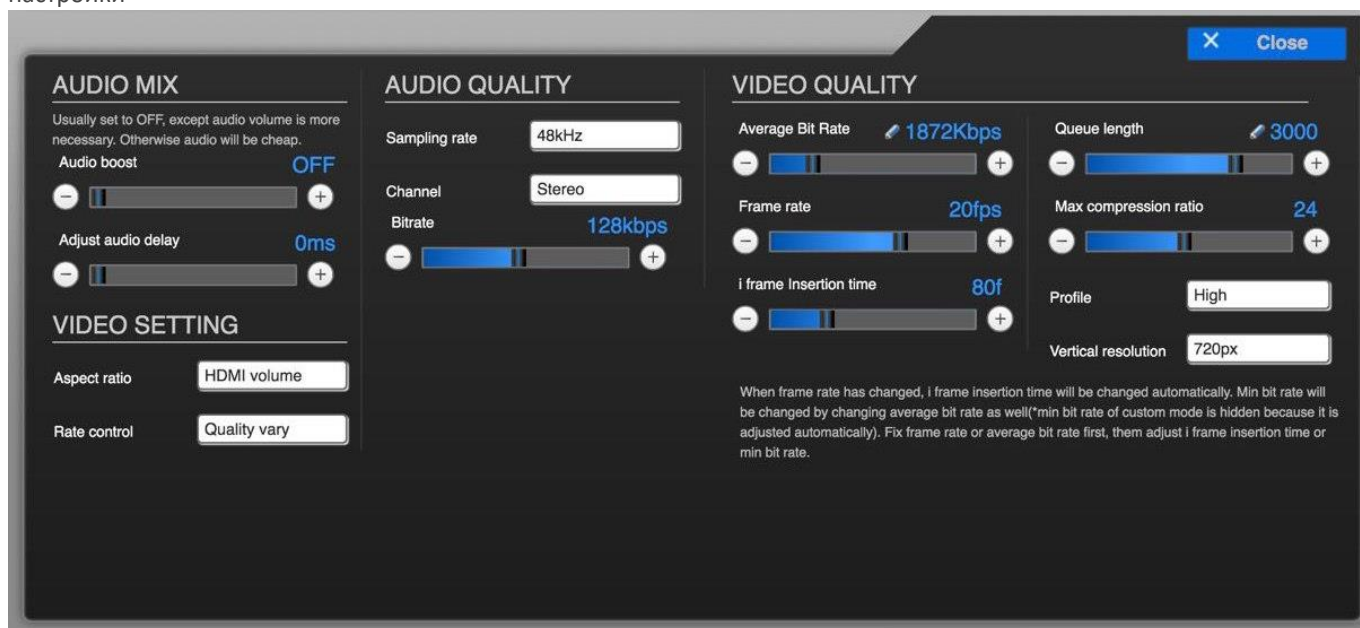 настройки
Close
AUDIO MIX
Usually set to OFF, except audio volume is more
necessary. Otherwise audio will be cheap.
Audio boost
OFF
Adjust audio delay
0ms
VIDEO SETTING
Aspect ratio
HDMI volume
Rate control
Quality vary
AUDIO QUALITY
Sampling rate
48kHz
Channel
Stereo
Bitrate
128kbps
VIDEO QUALITY
Average Bit Rate
1872Kbps
Frame rate
20fps
i frame Insertion time
80f
Queue length
3000
Max compression ratio
24
Profile
High
Vertical resolution
720px
When frame rate has changed, i frame insertion time will be changed automatically. Min bit rate will
be changed by changing average bit rate as well(*min bit rate of custom mode is hidden because it is
adjusted automatically). Fix frame rate or average bit rate first, them adjust i frame insertion time or
min bit rate.